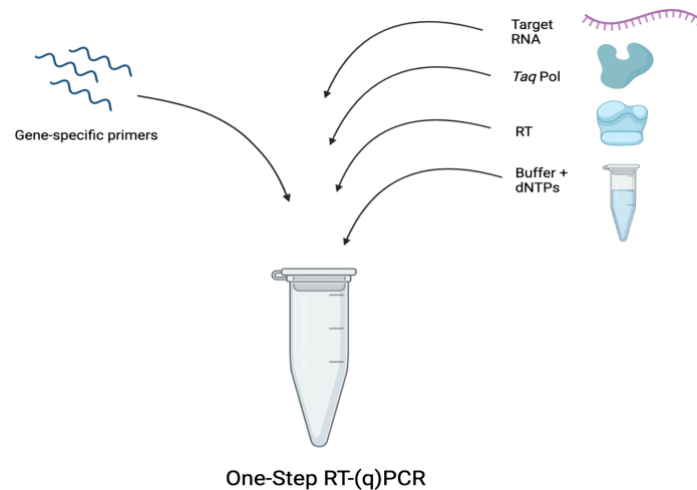 Gene-specific primers
Target
RNA
Taq Pol
RT
Buffer +
dNTPs
One-Step RT-(q)PCR